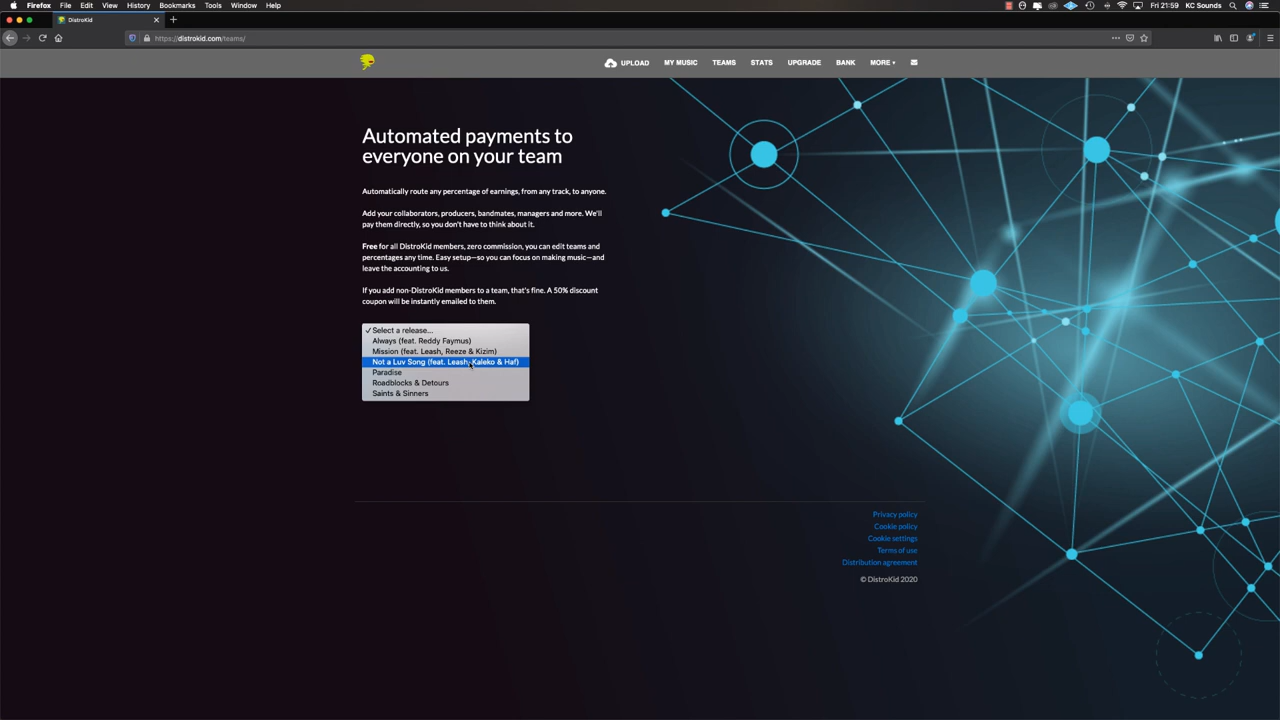 Firefox File Edit View History Bookmarks Tools Window Help
Fri 21:59 KC Sounds
DistroKid
https://distrokid.com/teams/
UPLOAD MY MUSIC TEAMS STATS UPGRADE BANK MORE
Automated payments to
everyone on your team
Automatically route any percentage of earnings, from any track, to anyone.
Add your collaborators, producers, bandmates, managers and more. We'll
pay them directly, so you don't have to think about it.
Free for all DistroKid members, zero commission, you can edit teams and
percentages any time. Easy setup—so you can focus on making music—and
leave the accounting to us.
If you add non-DistroKid members to a team, that's fine. A 50% discount
coupon will be instantly emailed to them.
✓ Select a release...
Always (feat. Reddy Faymus)
Mission (feat. Leash, Reeze & Kizim)
Not a Luv Song (feat. Leash, Kaleko & Haf)
Paradise
Roadblocks & Detours
Saints & Sinners
Privacy policy
Cookie policy
Cookie settings
Terms of use
Distribution agreement
© DistroKid 2020